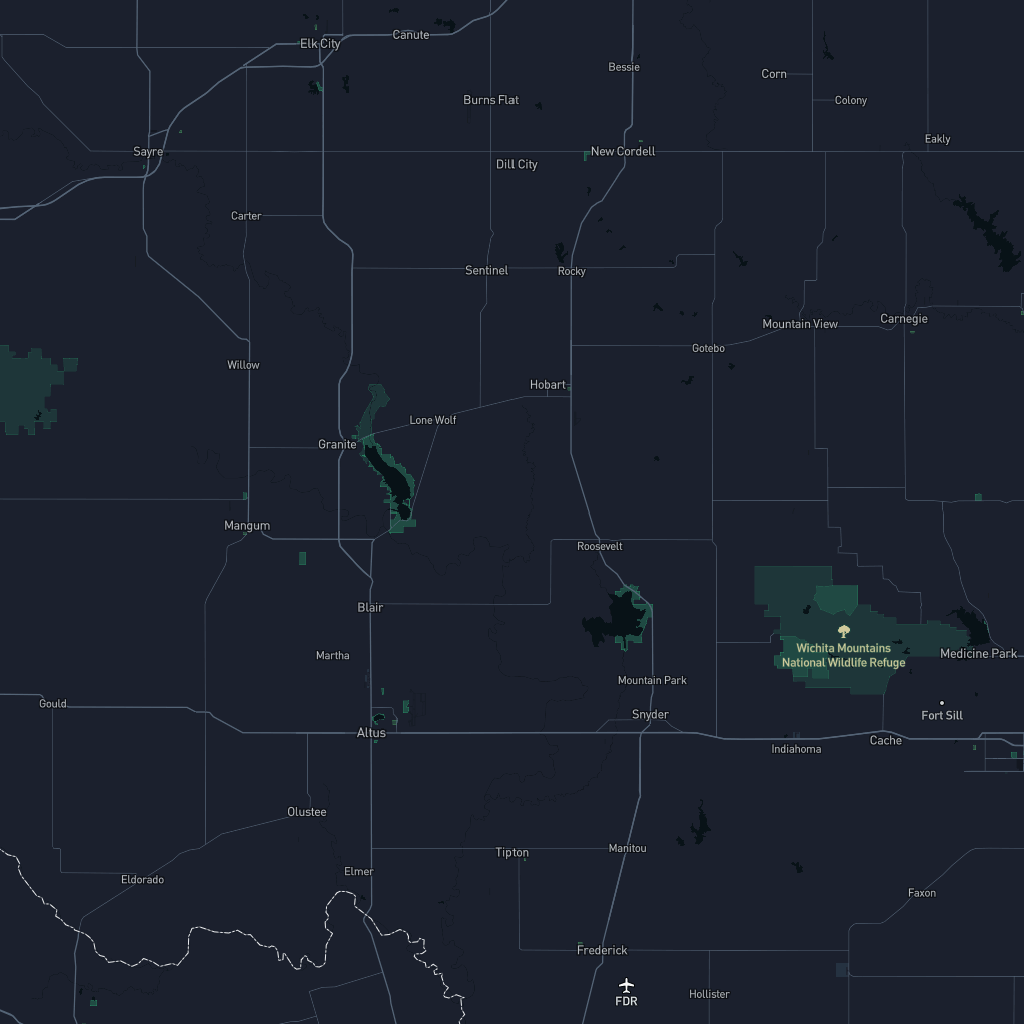 Canute
Elk City
Bessie
Corn
Burns Flat
Colony
Eakly
Sayre
New Cordell
Dill City
Carter
Sentinel
Rocky
Carnegie
Mountain View
Gotebo
Willow
Hobart
Lone Wolf
Granite
Mangum
Roosevelt
Blair
Wichita Mountains
National Wildlife Refuge
Medicine Park
Martha
Mountain Park
Gould
Snyder
Fort Sill
Altus
Cache
Indiahoma
Olustee
Manitou
Tipton
Elmer
Eldorado
Faxon
Frederick
Hollister
FDR